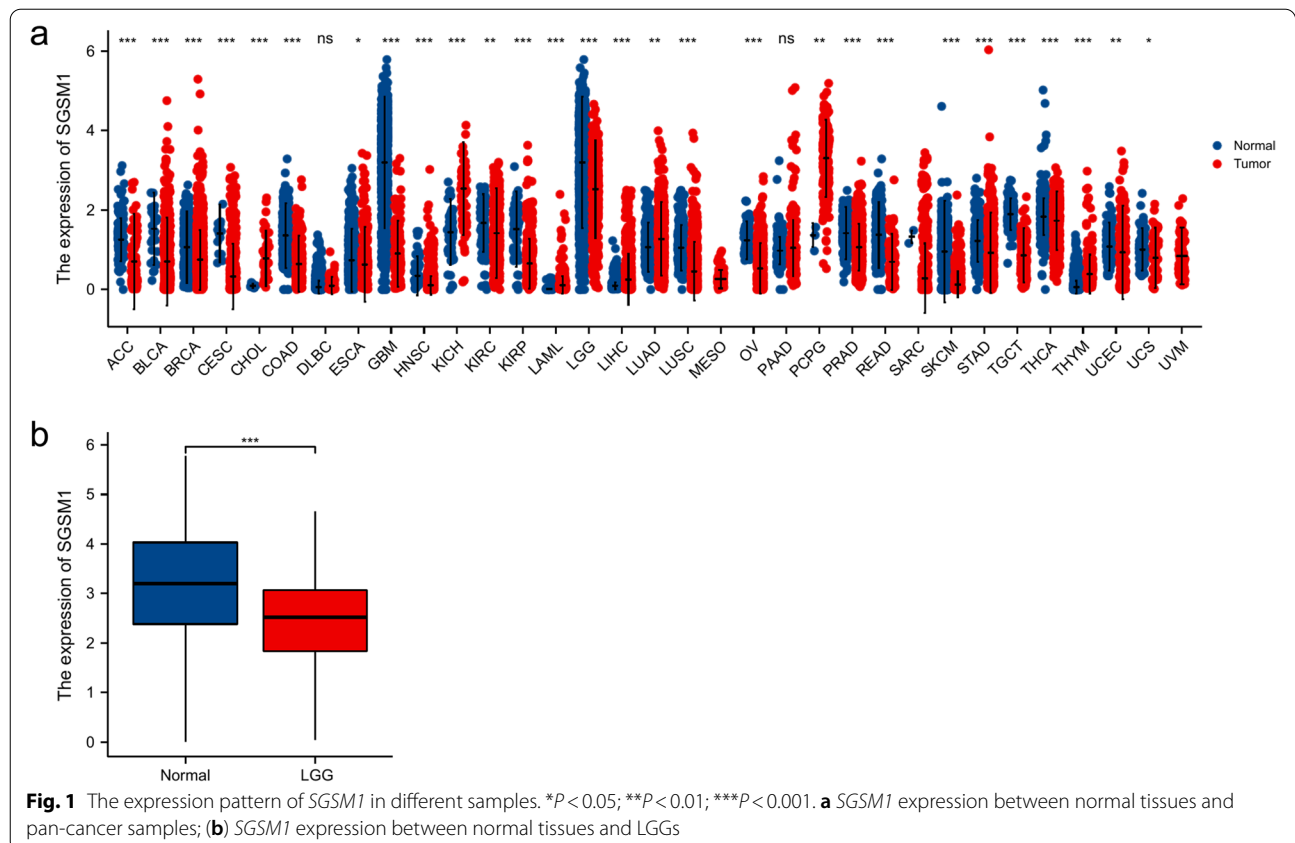 a
*** *** *** *** *** *** ns * *** *** *** ** *** *** *** *** ** *** *** ns ** *** *** *** *** *** *** *** ** *
The expression of SGSM1
6
4
2
0
Normal
Tumor
ACC BLCA BRCA CESC CHOL COAD DLBC ESCA GBM HNSC KICH KIRC KIRP LAML LGG LIHC LUAD LUSC MESO OV PAAD PCPG PRAD READ SARC SKCM STAD TGCT THCA THYM UCEC UCS UVM
b
***
The expression of SGSM1
6
5
4
3
2
1
0
Normal LGG
Fig. 1 The expression pattern of SGSM1 in different samples. *P < 0.05; **P < 0.01; ***P < 0.001. a SGSM1 expression between normal tissues and
pan-cancer samples; (b) SGSM1 expression between normal tissues and LGGs